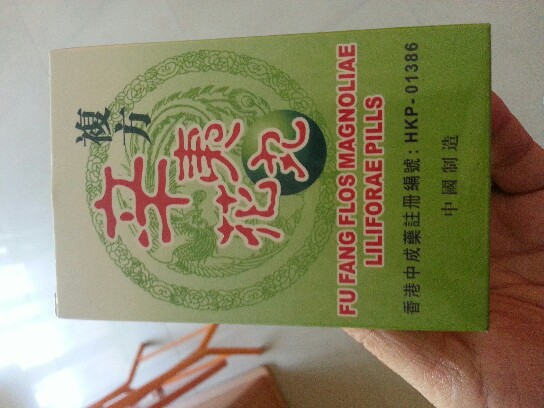 複方
辛夷花丸
FU FANG FLOS MAGNOLIAE
LILIFORAE PILLS
香港中成藥註冊編號：HKP-01386
中國制造